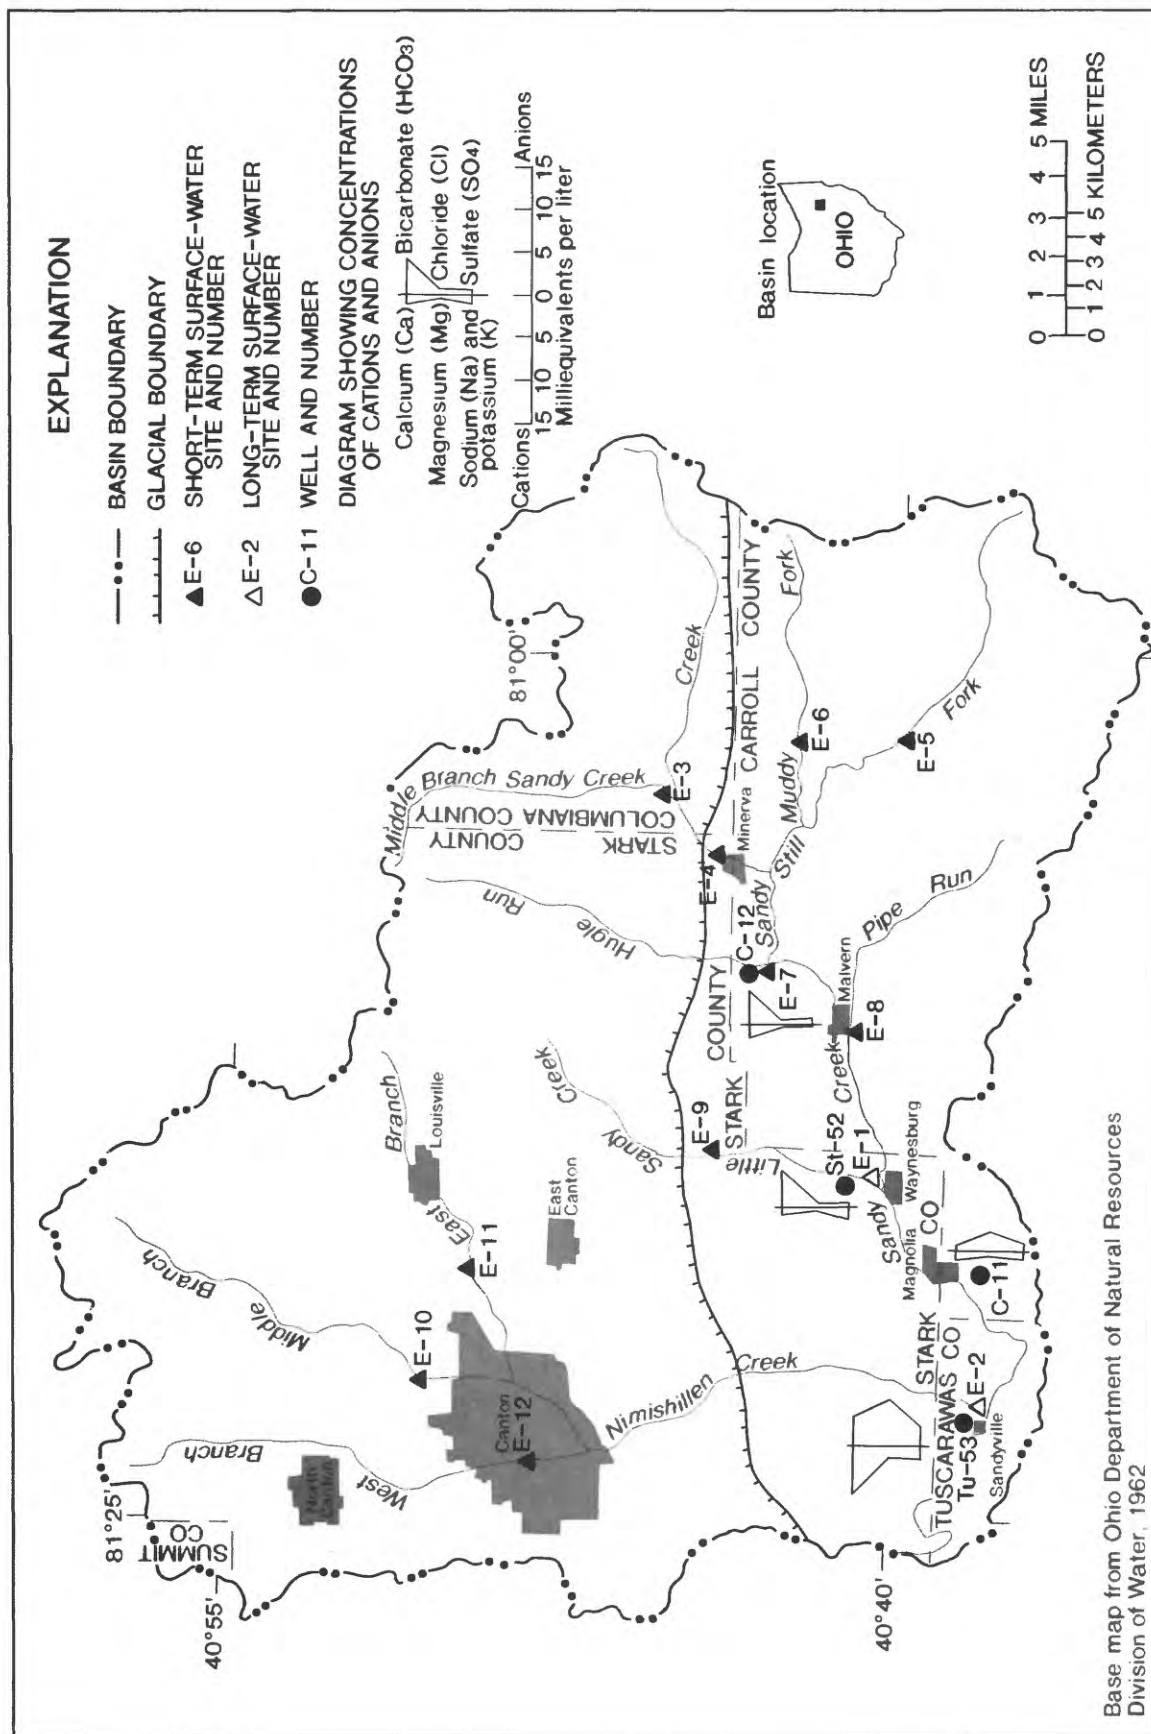 EXPLANATION
BASIN BOUNDARY
GLACIAL BOUNDARY
E-6 SHORT-TERM SURFACE-WATER
SITE AND NUMBER
E-2 LONG-TERM SURFACE-WATER
SITE AND NUMBER
C-11 WELL AND NUMBER
DIAGRAM SHOWING CONCENTRATIONS
OF CATIONS AND ANIONS
Calcium (Ca) Bicarbonate (HCO3)
Magnesium (Mg) Chloride (Cl)
Sodium (Na) and Sulfate (SO4)
potassium (K)
Cations Anions
15 10 5 0 5 10 15
Milliequivalents per liter
Basin location
OHIO
0 1 2 3 4 5 MILES
0 1 2 3 4 5 KILOMETERS
81°25'
81°00'
40°55'
40°40'
SUMMIT
CO
North
Canton
West
Branch
Middle
Branch
East
Branch
Louisville
Canton
E-12
E-10
E-11
East
Canton
Nimishillen
Creek
Sandy
Creek
Little
E-9
Hugle
Run
Middle Branch Sandy Creek
STARK
COUNTY
COLUMBIANA
COUNTY
E-3
Creek
E-4
Minerva
STARK
COUNTY
CARROLL
COUNTY
C-12
E-7
Sandy
Still
Fork
Muddy
Fork
E-6
E-5
Malvern
E-8
Pipe
Run
Creek
St-52
E-1
Waynesburg
Sandy
Magnolia
CO
C-11
STARK
CO
TUSCARAWAS
Tu-53
E-2
Sandyville
Base map from Ohio Department of Natural Resources
Division of Water, 1962